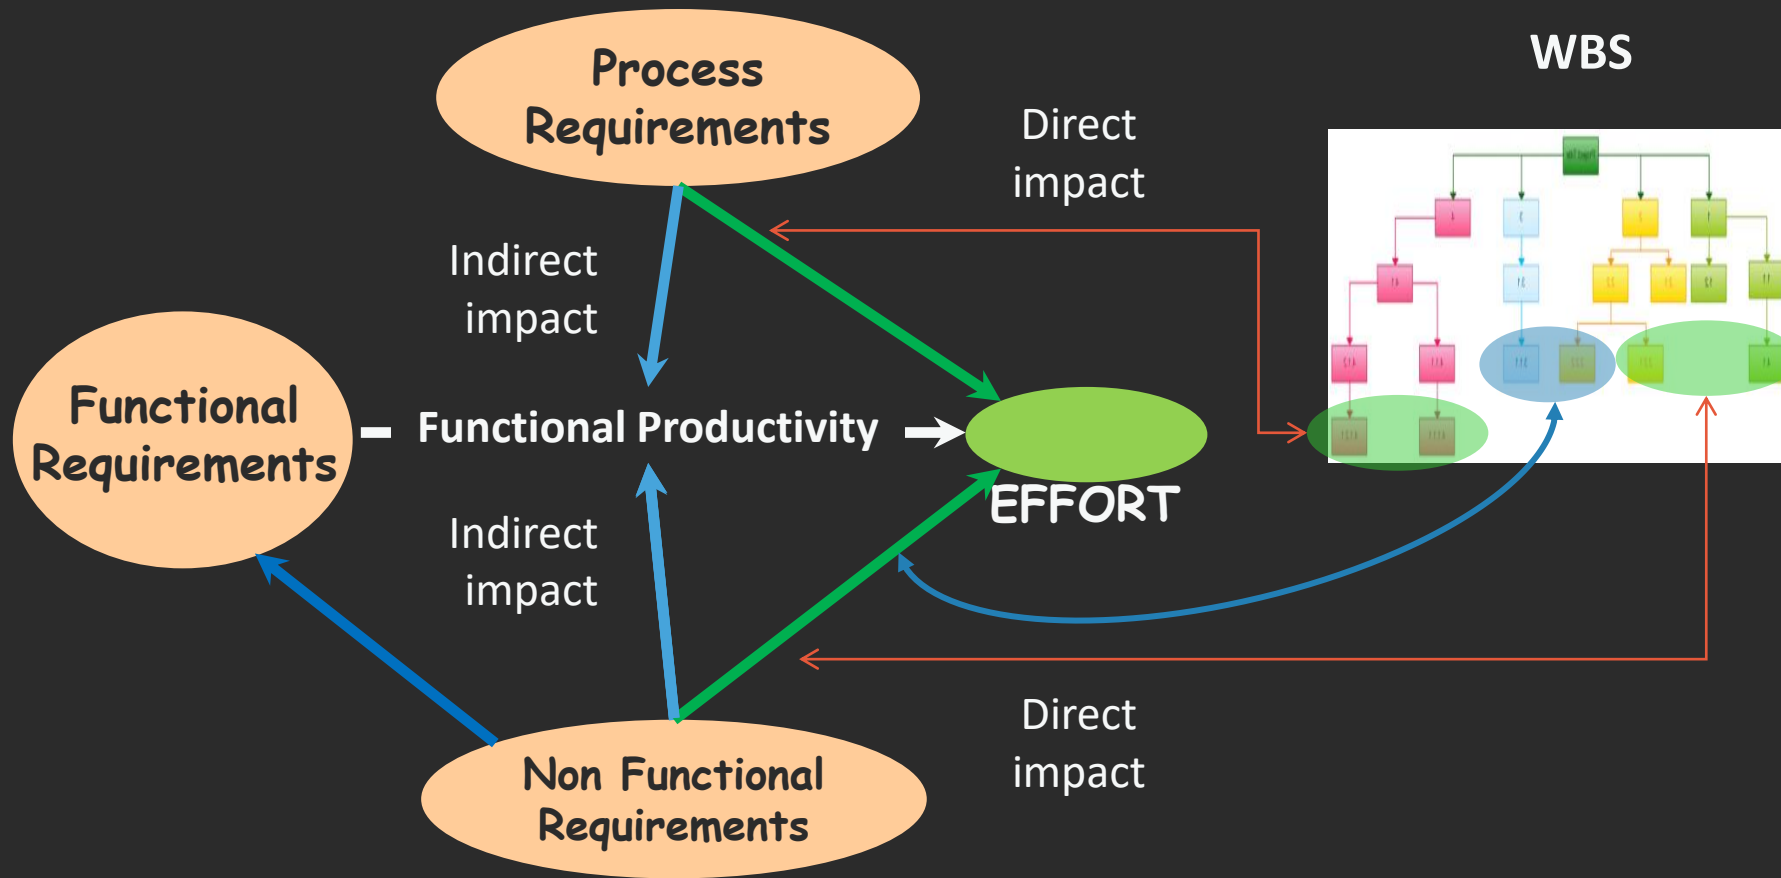 Process
Requirements
WBS
Direct
impact
Indirect
impact
Functional
Requirements
Functional Productivity
EFFORT
Indirect
impact
Direct
impact
Non Functional
Requirements